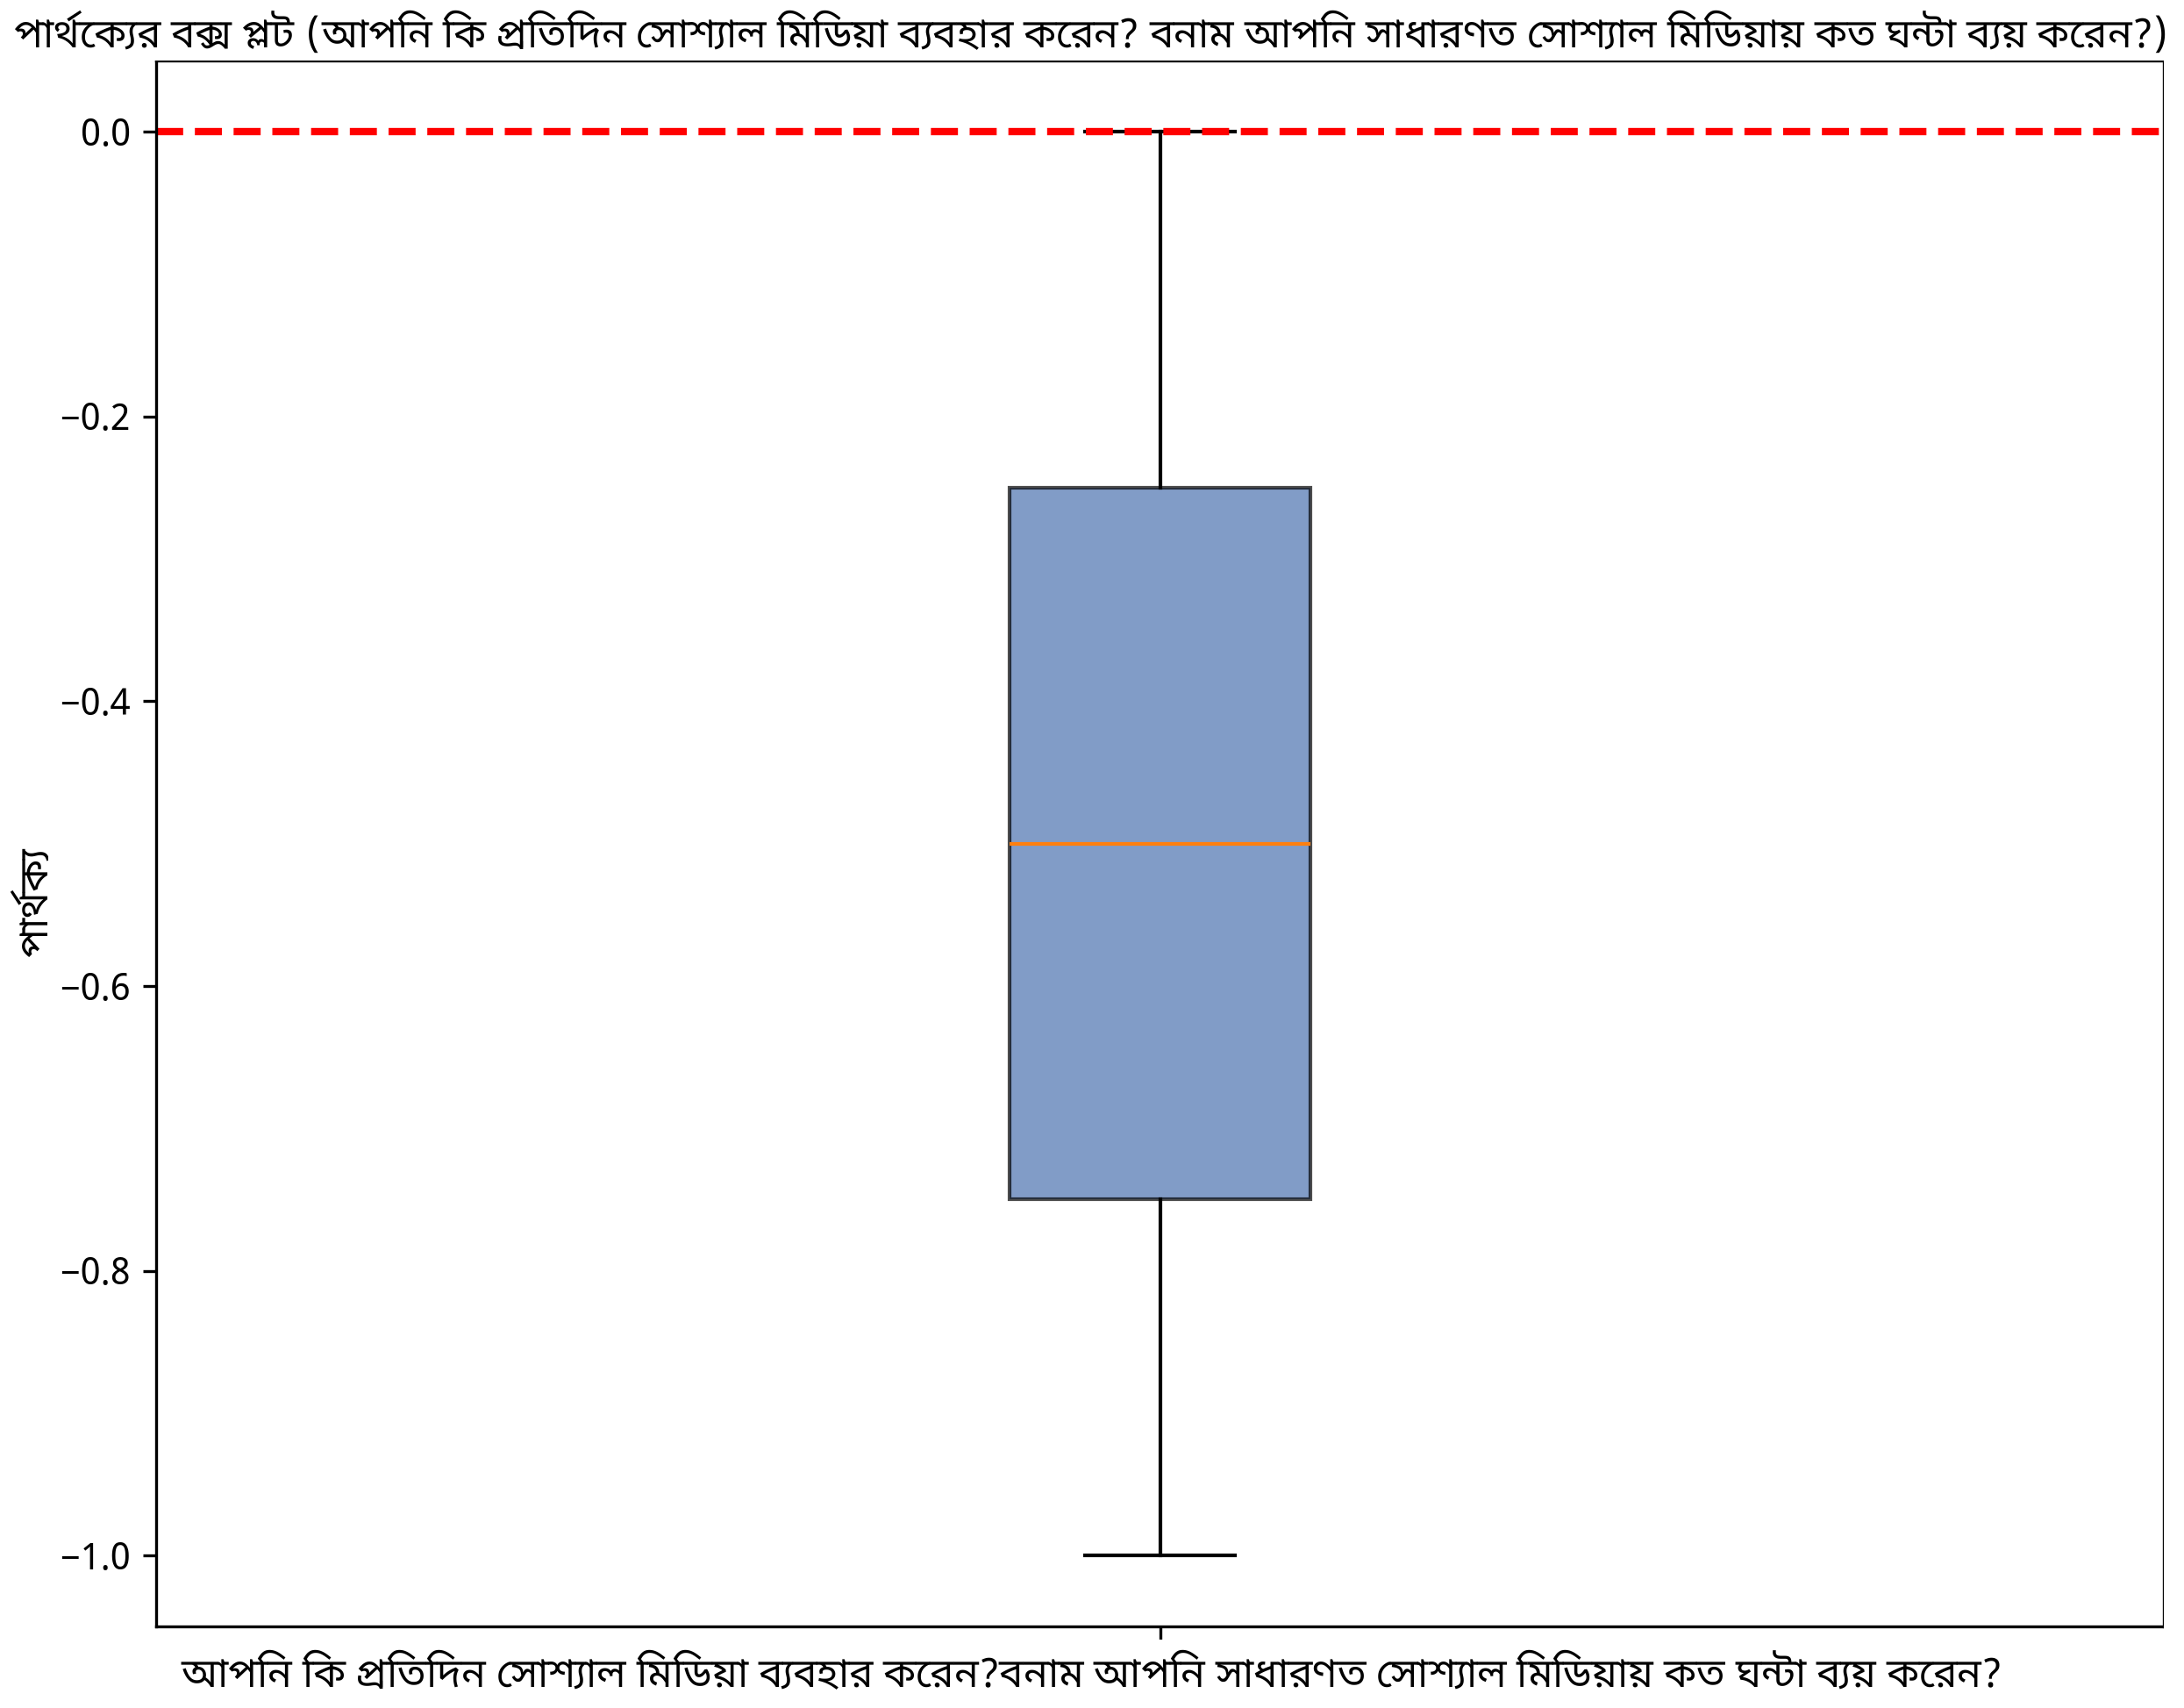 পার্থক্যের বক্স প্লট (আপনি কি প্রতিদিন সোশ্যাল মিডিয়া ব্যবহার করেন? বনাম আপনি সাধারণত সোশ্যাল মিডিয়ায় কত ঘন্টা ব্যয় করেন?)
0.0
−0.2
−0.4
−0.6
−0.8
−1.0
পার্থক্য
আপনি কি প্রতিদিন সোশ্যাল মিডিয়া ব্যবহার করেন?বনাম আপনি সাধারণত সোশ্যাল মিডিয়ায় কত ঘন্টা ব্যয় করেন?